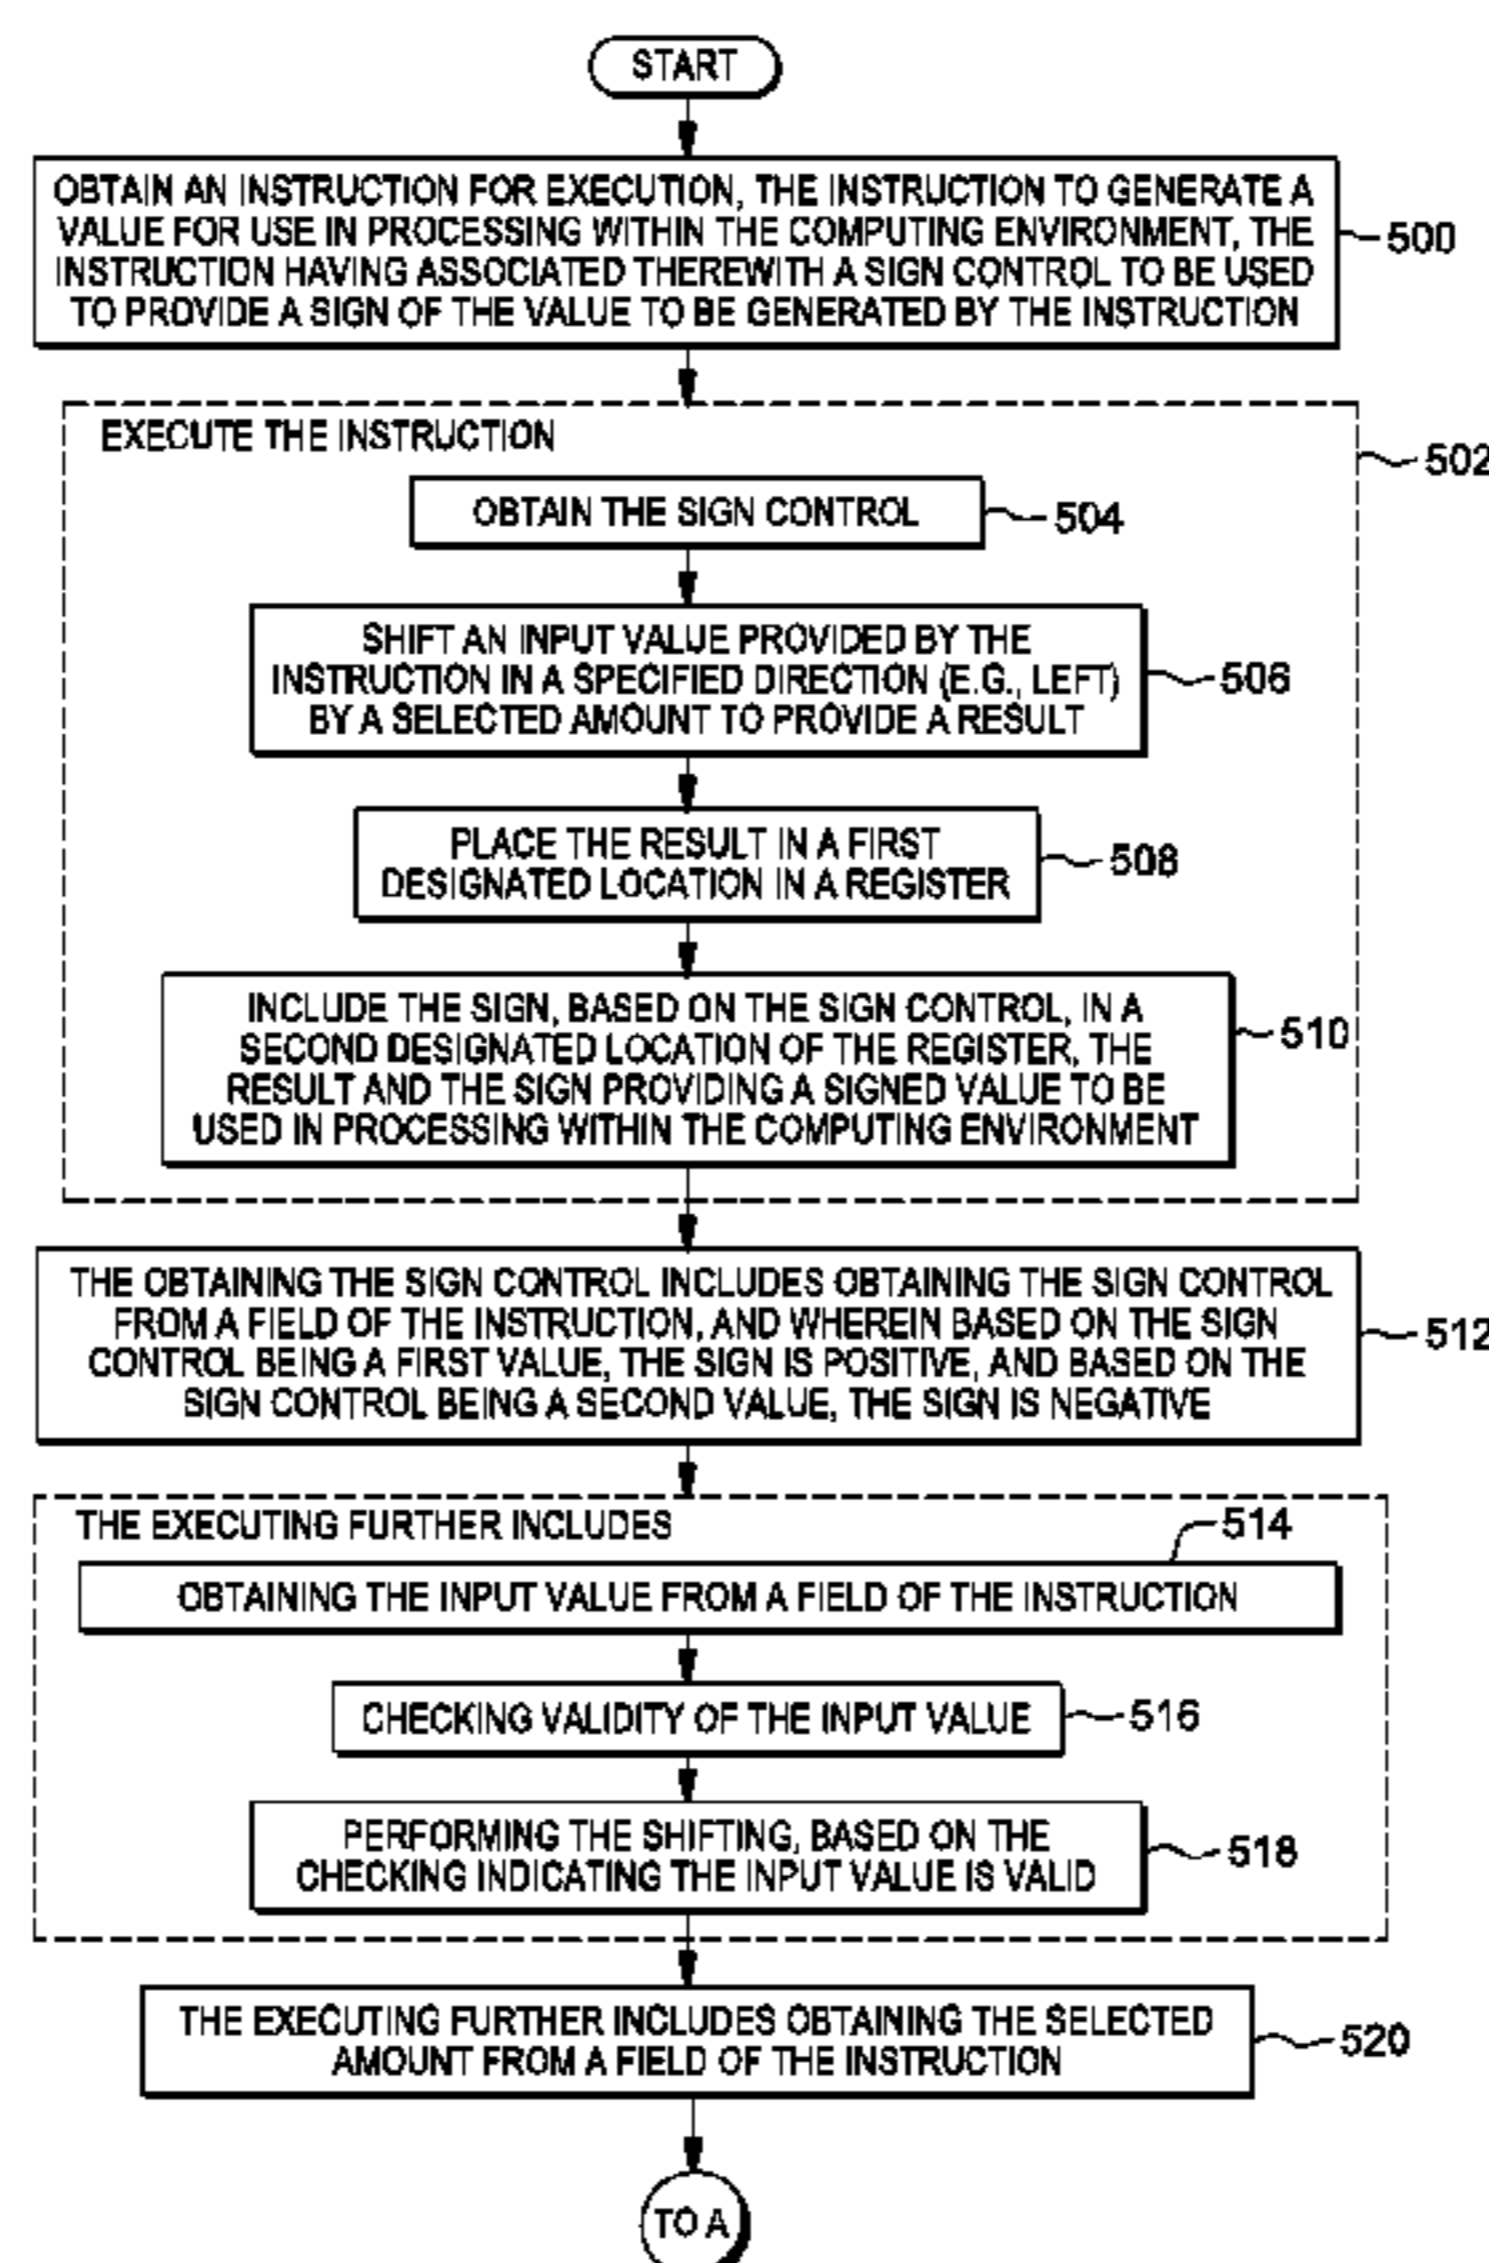 START
OBTAIN AN INSTRUCTION FOR EXECUTION, THE INSTRUCTION TO GENERATE A
VALUE FOR USE IN PROCESSING WITHIN THE COMPUTING ENVIRONMENT, THE
INSTRUCTION HAVING ASSOCIATED THEREWITH A SIGN CONTROL TO BE USED
TO PROVIDE A SIGN OF THE VALUE TO BE GENERATED BY THE INSTRUCTION
500
EXECUTE THE INSTRUCTION
502
OBTAIN THE SIGN CONTROL
504
SHIFT AN INPUT VALUE PROVIDED BY THE
INSTRUCTION IN A SPECIFIED DIRECTION (E.G., LEFT)
BY A SELECTED AMOUNT TO PROVIDE A RESULT
506
PLACE THE RESULT IN A FIRST
DESIGNATED LOCATION IN A REGISTER
508
INCLUDE THE SIGN, BASED ON THE SIGN CONTROL, IN A
SECOND DESIGNATED LOCATION OF THE REGISTER, THE
RESULT AND THE SIGN PROVIDING A SIGNED VALUE TO BE
USED IN PROCESSING WITHIN THE COMPUTING ENVIRONMENT
510
THE OBTAINING THE SIGN CONTROL INCLUDES OBTAINING THE SIGN CONTROL
FROM A FIELD OF THE INSTRUCTION, AND WHEREIN BASED ON THE SIGN
CONTROL BEING A FIRST VALUE, THE SIGN IS POSITIVE, AND BASED ON THE
SIGN CONTROL BEING A SECOND VALUE, THE SIGN IS NEGATIVE
512
THE EXECUTING FURTHER INCLUDES
514
OBTAINING THE INPUT VALUE FROM A FIELD OF THE INSTRUCTION
CHECKING VALIDITY OF THE INPUT VALUE
516
PERFORMING THE SHIFTING, BASED ON THE
CHECKING INDICATING THE INPUT VALUE IS VALID
518
THE EXECUTING FURTHER INCLUDES OBTAINING THE SELECTED
AMOUNT FROM A FIELD OF THE INSTRUCTION
520
TO A